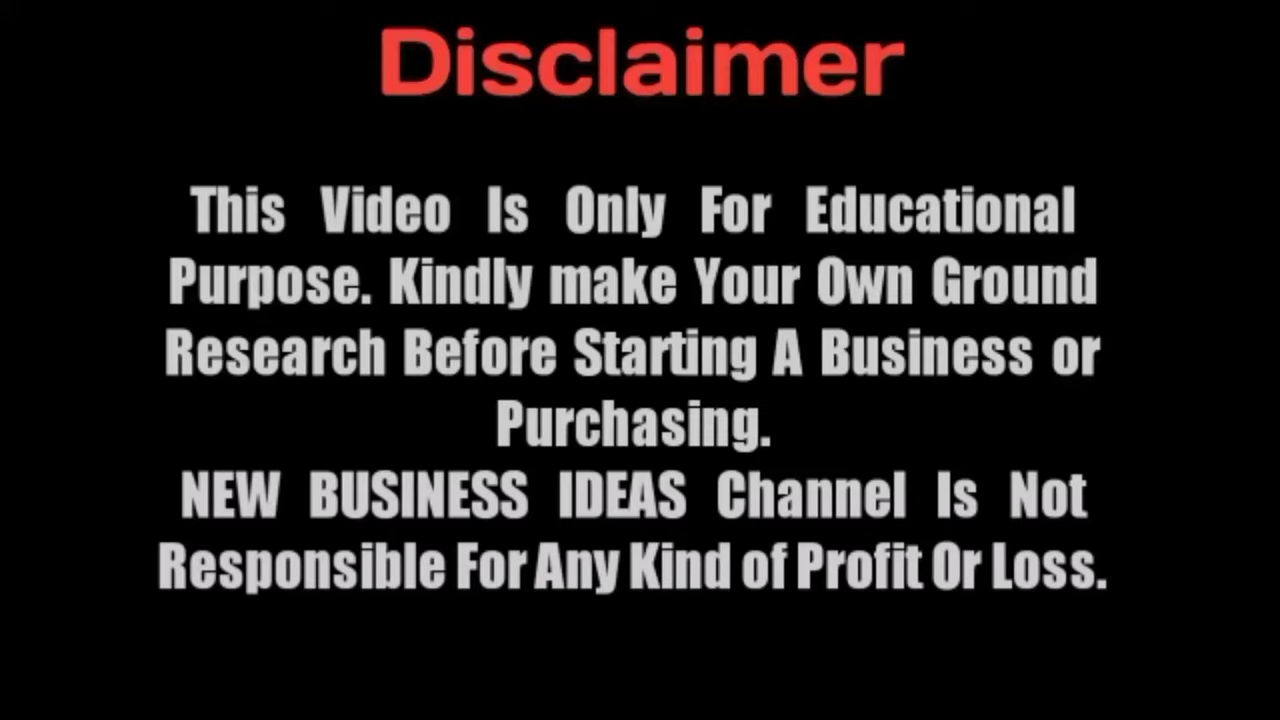 Disclaimer
This Video Is Only For Educational
Purpose. Kindly make Your Own Ground
Research Before Starting A Business or
Purchasing.
NEW BUSINESS IDEAS Channel Is Not
Responsible For Any Kind of Profit Or Loss.